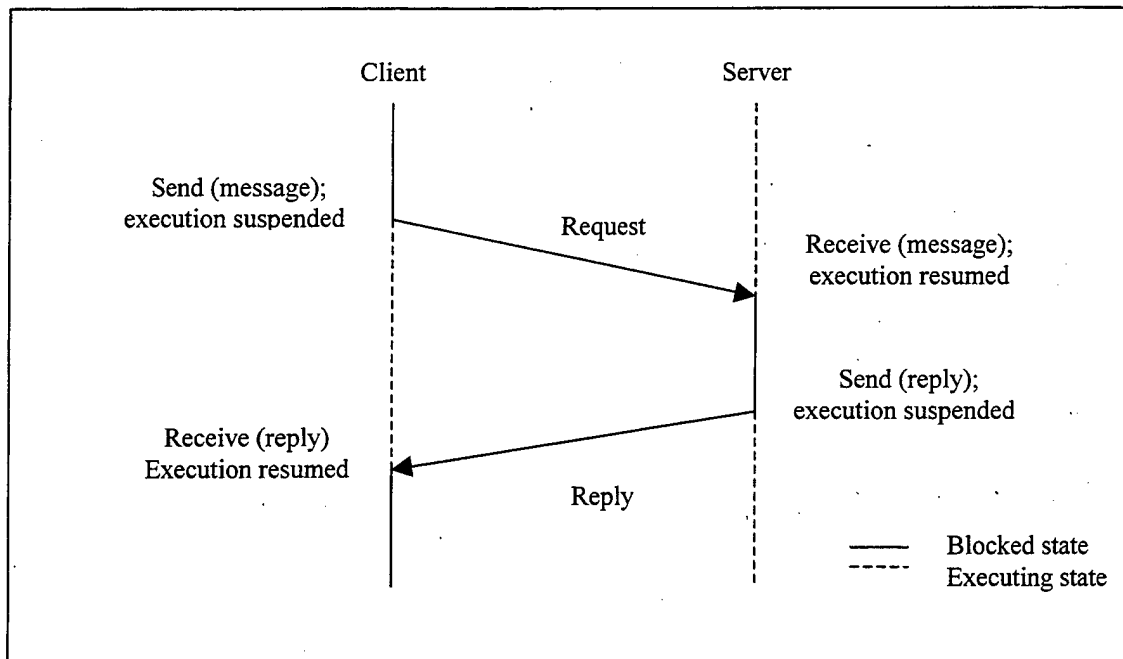 Client
Server
Send (message);
execution suspended
Request
Receive (message);
execution resumed
Send (reply);
execution suspended
Receive (reply)
Execution resumed
Reply
Blocked state
Executing state